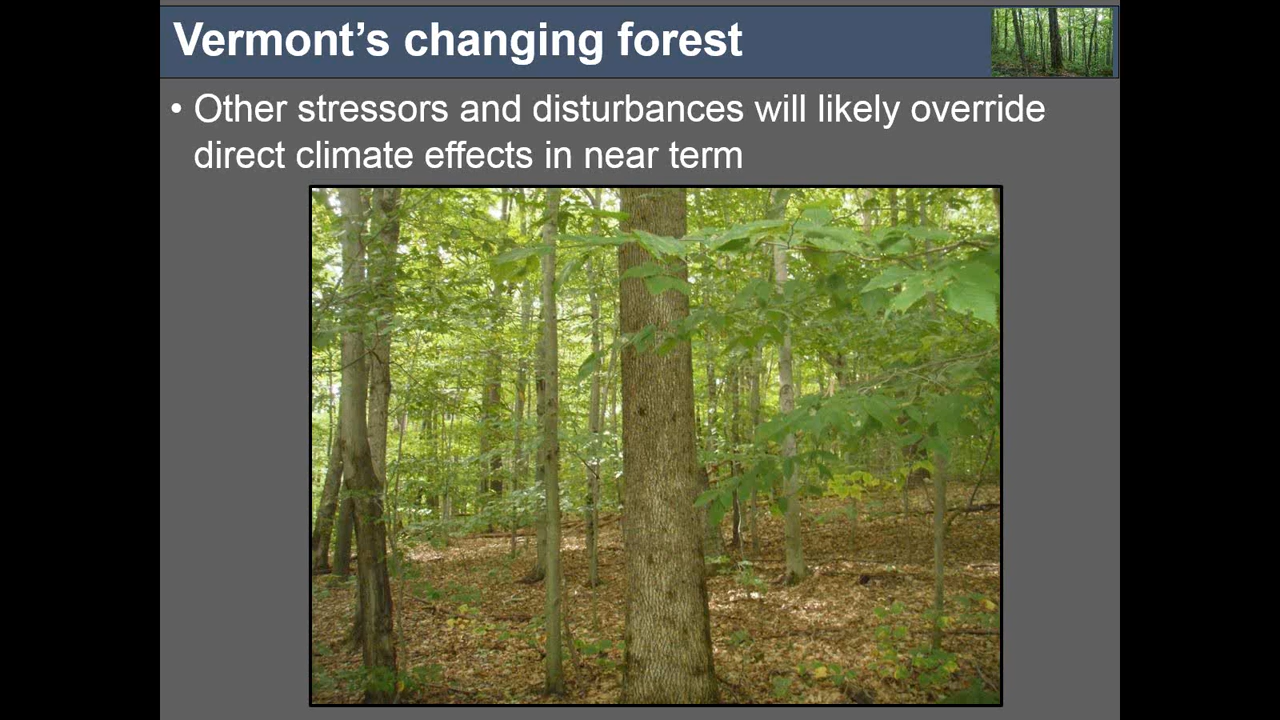 Vermont’s changing forest
• Other stressors and disturbances will likely override
direct climate effects in near term